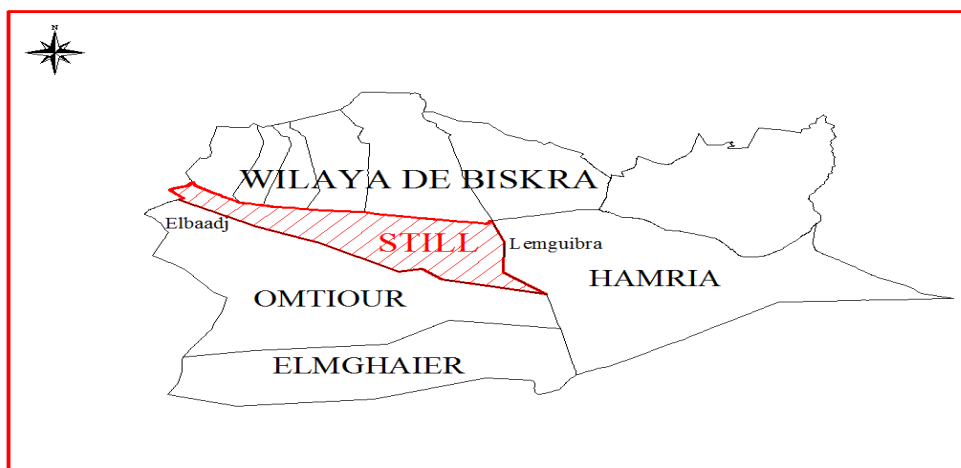 N
WILAYA DE BISKRA
Elbaadj
STILL
Lemguibra
HAMRIA
OMTIOUR
ELMGHAIER